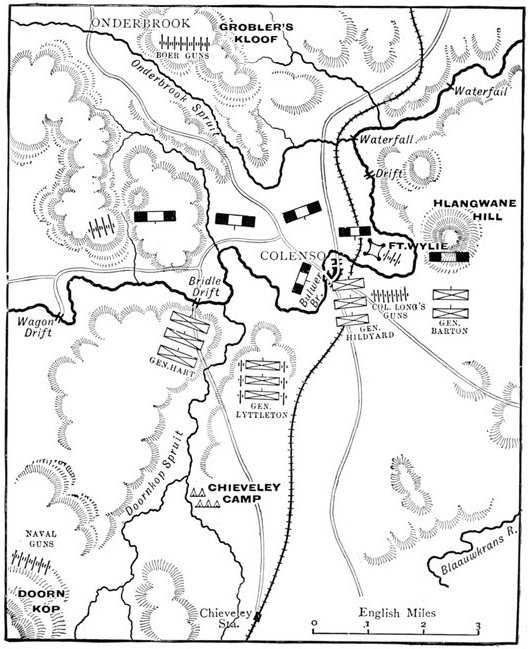 ONDERBROOK
GROBLER'S
KLOOF
BOER GUNS
Onderbrook Spruit
Waterfall
Waterfall
Drift
HLANGWANE
HILL
FT. WYLIE
COLENSO
Bridle
Drift
Bulwer
Br.
Wagon
Drift
COL. LONG'S
GUNS
GEN.
BARTON
GEN.
HILDYARD
GEN. HART
GEN.
LYTTLETON
Doornkop Spruit
CHIEVELEY
CAMP
NAVAL
GUNS
Blaauwkrans R.
DOORN
KOP
Chieveley
Sta.
English Miles
0 1 2 3